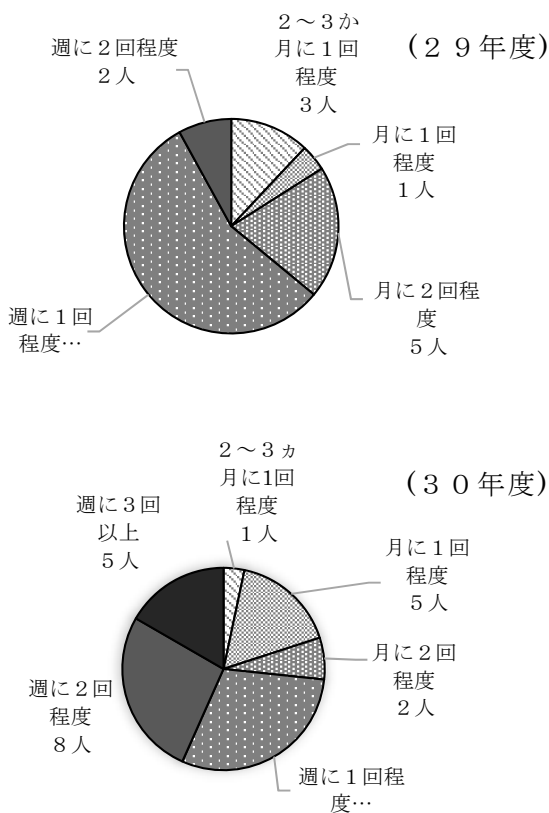 (２９年度)
２～３か
月に１回
程度
３人
月に１回
程度
１人
月に２回程
度
５人
週に１回
程度…
週に２回程度
２人
(３０年度)
２～３ヵ
月に1回
程度
１人
月に１回
程度
５人
月に２回
程度
２人
週に１回程
度…
週に２回
程度
８人
週に３回
以上
５人